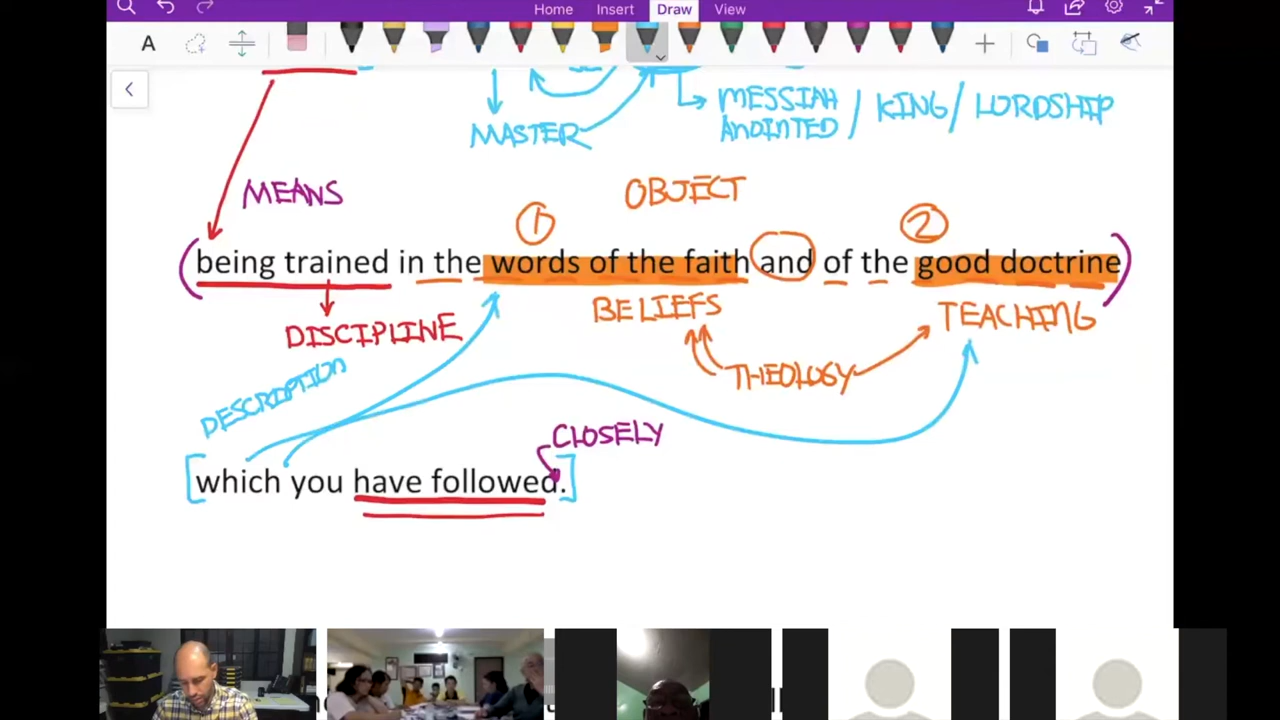 Home Insert Draw View
A
MESSIAH / KING / LORDSHIP
ANOINTED
MASTER
MEANS
OBJECT
1 2
(being trained in the words of the faith and of the good doctrine)
BELIEFS TEACHING
DISCIPLINE
THEOLOGY
DESCRIPTION
CLOSELY
[which you have followed.]